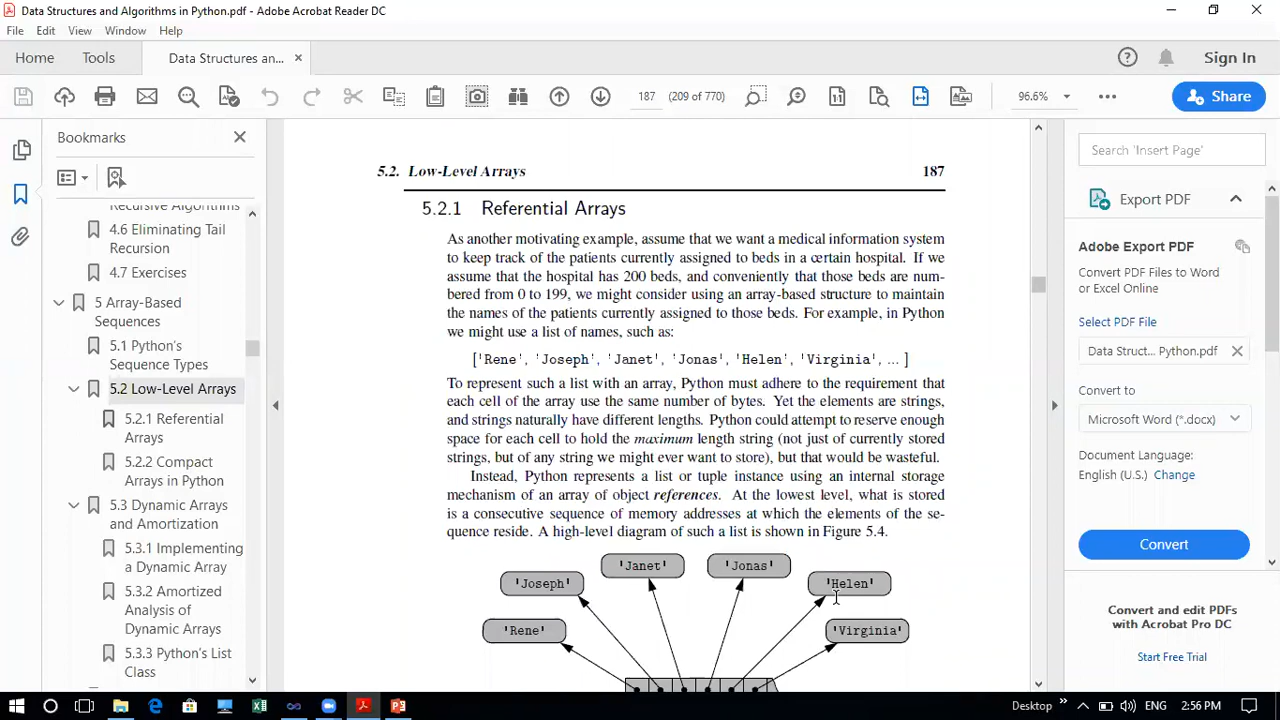 Data Structures and Algorithms in Python.pdf - Adobe Acrobat Reader DC
File Edit View Window Help
Home Tools Data Structures an... Sign In
187 (209 of 770) 96.6% Share
Bookmarks
Recursive Algorithms
4.6 Eliminating Tail
Recursion
4.7 Exercises
5 Array-Based
Sequences
5.1 Python's
Sequence Types
5.2 Low-Level Arrays
5.2.1 Referential
Arrays
5.2.2 Compact
Arrays in Python
5.3 Dynamic Arrays
and Amortization
5.3.1 Implementing
a Dynamic Array
5.3.2 Amortized
Analysis of
Dynamic Arrays
5.3.3 Python's List
Class
5.2. Low-Level Arrays 187
5.2.1 Referential Arrays
As another motivating example, assume that we want a medical information system
to keep track of the patients currently assigned to beds in a certain hospital. If we
assume that the hospital has 200 beds, and conveniently that those beds are num-
bered from 0 to 199, we might consider using an array-based structure to maintain
the names of the patients currently assigned to those beds. For example, in Python
we might use a list of names, such as:
['Rene', 'Joseph', 'Janet', 'Jonas', 'Helen', 'Virginia', ... ]
To represent such a list with an array, Python must adhere to the requirement that
each cell of the array use the same number of bytes. Yet the elements are strings,
and strings naturally have different lengths. Python could attempt to reserve enough
space for each cell to hold the maximum length string (not just of currently stored
strings, but of any string we might ever want to store), but that would be wasteful.
Instead, Python represents a list or tuple instance using an internal storage
mechanism of an array of object references. At the lowest level, what is stored
is a consecutive sequence of memory addresses at which the elements of the se-
quence reside. A high-level diagram of such a list is shown in Figure 5.4.
'Janet' 'Jonas'
'Joseph' 'Helen'
'Rene' 'Virginia'
Search 'Insert Page'
Export PDF
Adobe Export PDF
Convert PDF Files to Word
or Excel Online
Select PDF File
Data Struct... Python.pdf
Convert to
Microsoft Word (*.docx)
Document Language:
English (U.S.) Change
Convert
Convert and edit PDFs
with Acrobat Pro DC
Start Free Trial
Desktop ENG 2:56 PM